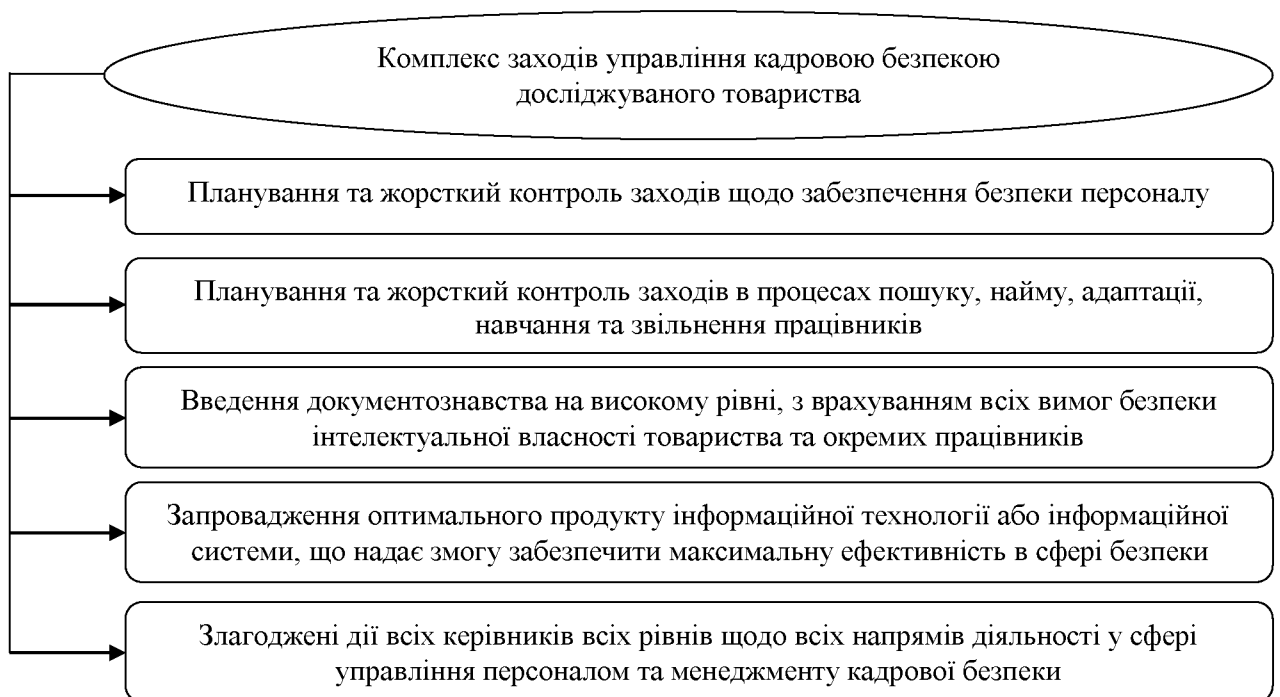 Комплекс заходів управління кадровою безпекою
досліджуваного товариства
Планування та жорсткий контроль заходів щодо забезпечення безпеки персоналу
Планування та жорсткий контроль заходів в процесах пошуку, найму, адаптації,
навчання та звільнення працівників
Введення документознавства на високому рівні, з врахуванням всіх вимог безпеки
інтелектуальної власності товариства та окремих працівників
Запровадження оптимального продукту інформаційної технології або інформаційної
системи, що надає змогу забезпечити максимальну ефективність в сфері безпеки
Злагоджені дії всіх керівників всіх рівнів щодо всіх напрямів діяльності у сфері
управління персоналом та менеджменту кадрової безпеки